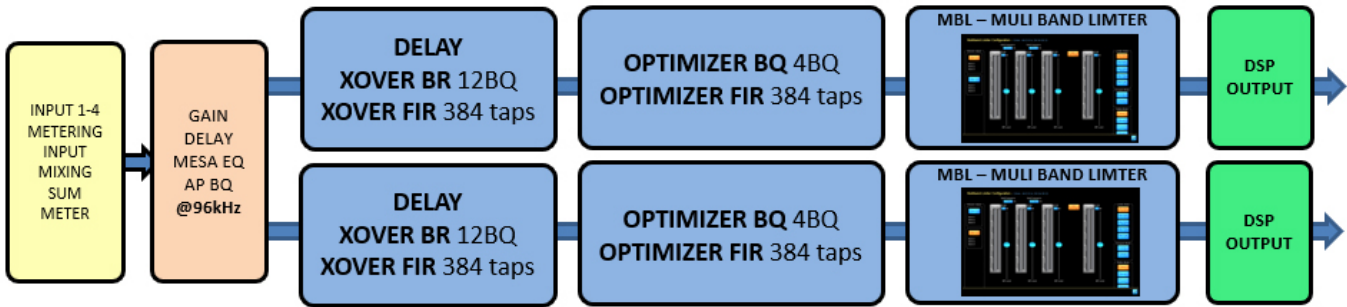 INPUT 1-4
METERING
INPUT
MIXING
SUM
METER
GAIN
DELAY
MESA EQ
AP BQ
@96kHz
DELAY
XOVER BR 12BQ
XOVER FIR 384 taps
OPTIMIZER BQ 4BQ
OPTIMIZER FIR 384 taps
MBL – MULI BAND LIMTER
DSP
OUTPUT
DELAY
XOVER BR 12BQ
XOVER FIR 384 taps
OPTIMIZER BQ 4BQ
OPTIMIZER FIR 384 taps
MBL – MULI BAND LIMTER
DSP
OUTPUT